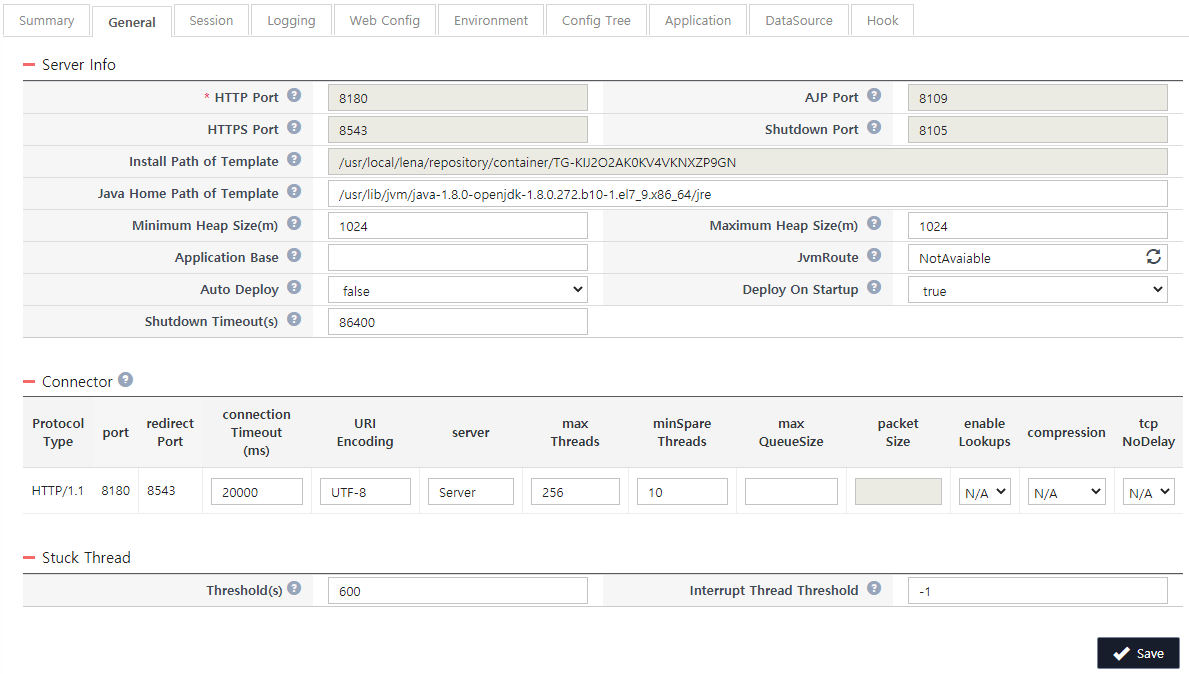 Summary General Session Logging Web Config Environment Config Tree Application DataSource Hook
Server Info
* HTTP Port ? 8180 AJP Port ? 8109
HTTPS Port ? 8543 Shutdown Port ? 8105
Install Path of Template ? /usr/local/lena/repository/container/TG-KIJ2O2AK0KV4VKNXZP9GN
Java Home Path of Template ? /usr/lib/jvm/java-1.8.0-openjdk-1.8.0.272.b10-1.el7_9.x86_64/jre
Minimum Heap Size(m) ? 1024 Maximum Heap Size(m) ? 1024
Application Base ? JvmRoute ? NotAvaiable
Auto Deploy ? false Deploy On Startup ? true
Shutdown Timeout(s) ? 86400
Connector ?
Protocol Type port redirect Port connection Timeout (ms) URI Encoding server max Threads minSpare Threads max QueueSize packet Size enable Lookups compression tcp NoDelay
HTTP/1.1 8180 8543 20000 UTF-8 Server 256 10 N/A N/A N/A
Stuck Thread
Threshold(s) ? 600 Interrupt Thread Threshold ? -1
Save